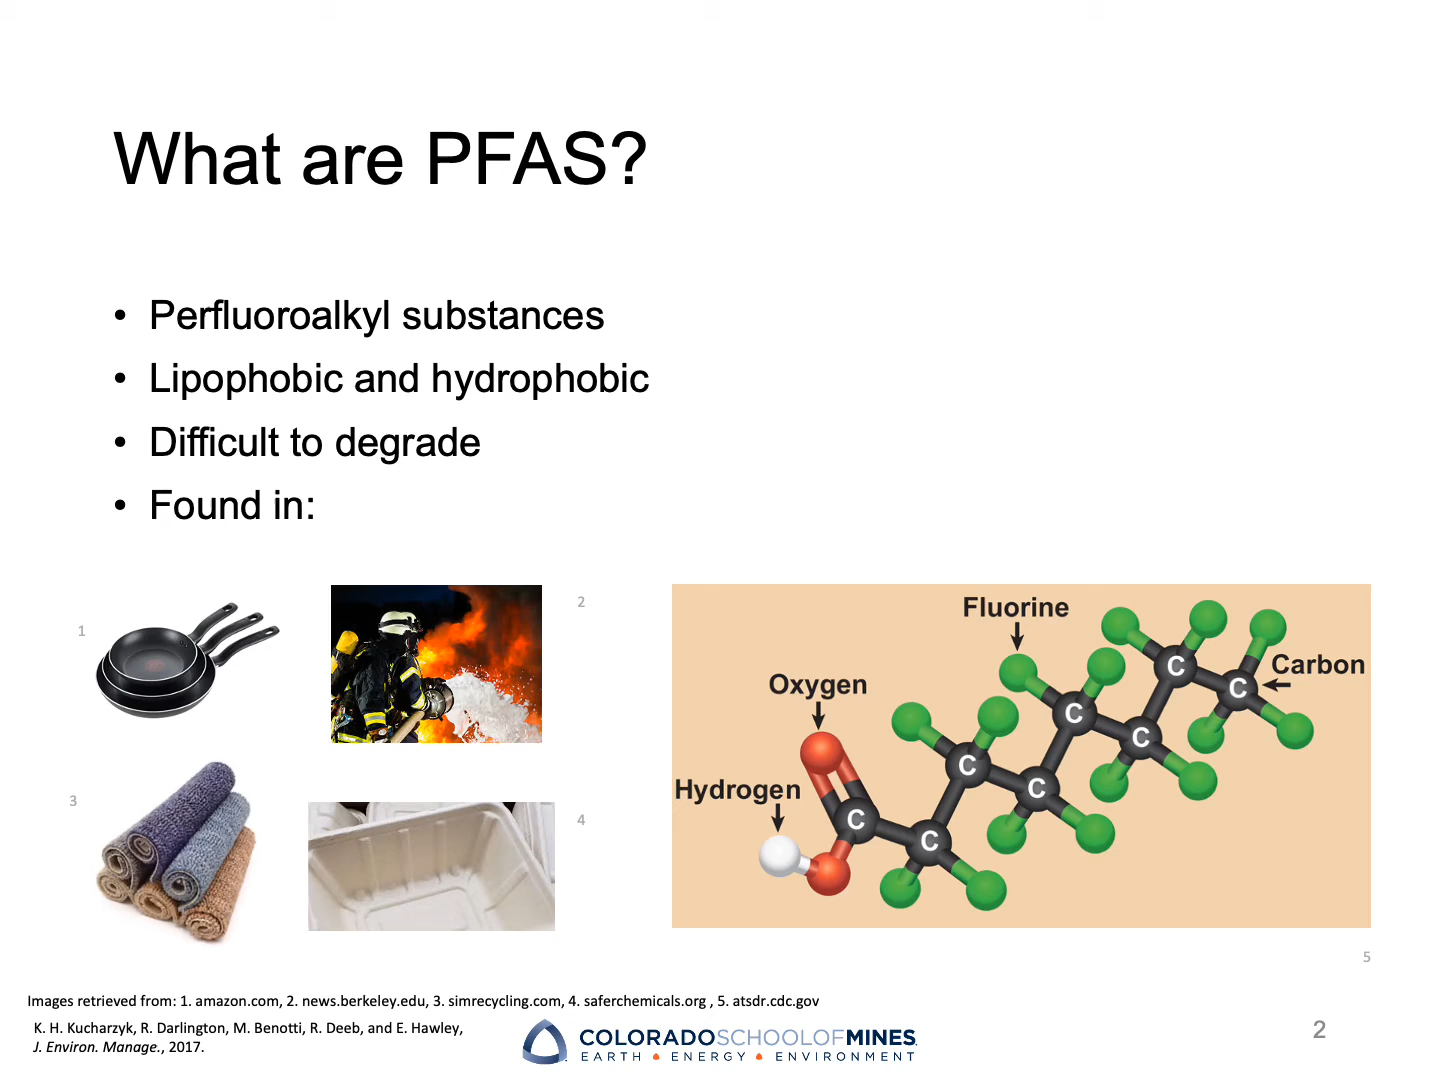 What are PFAS?
• Perfluoroalkyl substances
• Lipophobic and hydrophobic
• Difficult to degrade
• Found in:
1
2
3
4
Fluorine
Oxygen
Carbon
Hydrogen
C
C
C
C
C
C
C
C
5
Images retrieved from: 1. amazon.com, 2. news.berkeley.edu, 3. simrecycling.com, 4. saferchemicals.org , 5. atsdr.cdc.gov
K. H. Kucharzyk, R. Darlington, M. Benotti, R. Deeb, and E. Hawley,
J. Environ. Manage., 2017.
COLORADOSCHOOLOFMINES
EARTH • ENERGY • ENVIRONMENT
2